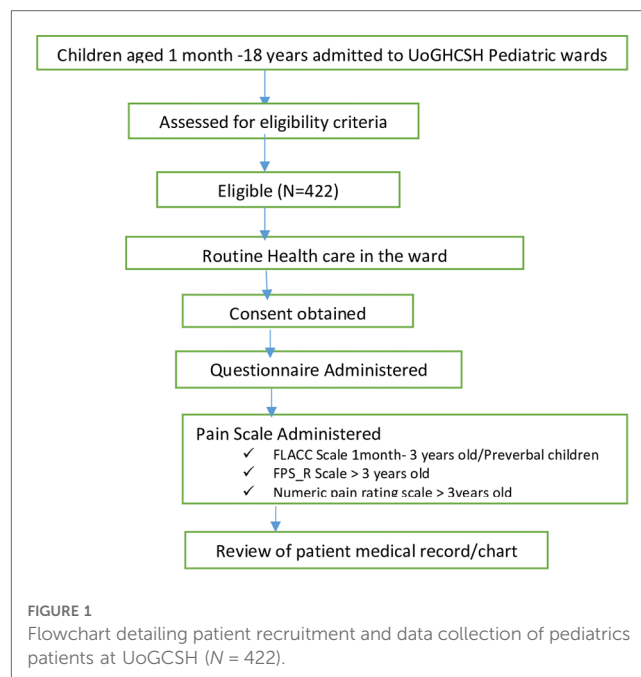 Children aged 1 month -18 years admitted to UoGHCSH Pediatric wards
Assessed for eligibility criteria
Eligible (N=422)
Routine Health care in the ward
Consent obtained
Questionnaire Administered
Pain Scale Administered
✓ FLACC Scale 1month- 3 years old/Preverbal children
✓ FPS_R Scale > 3 years old
✓ Numeric pain rating scale > 3years old
Review of patient medical record/chart
FIGURE 1
Flowchart detailing patient recruitment and data collection of pediatrics
patients at UoGCSH (N = 422).